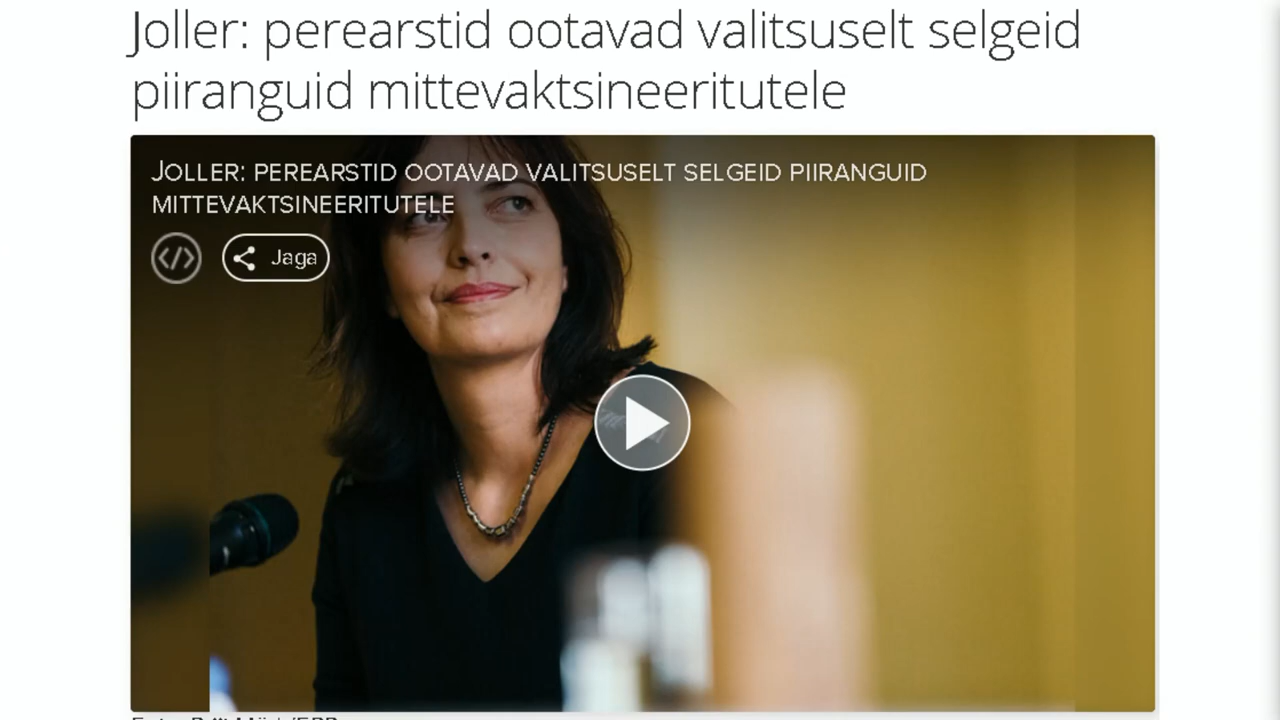 Joller: perearstid ootavad valitsuselt selgeid
piiranguid mittevaktsineeritutele
JOLLER: PEREARSTID OOTAVAD VALITSUSELT SELGEID PIIRANGUID
MITTEVAKTSINEERITUTELE
</> Jaga